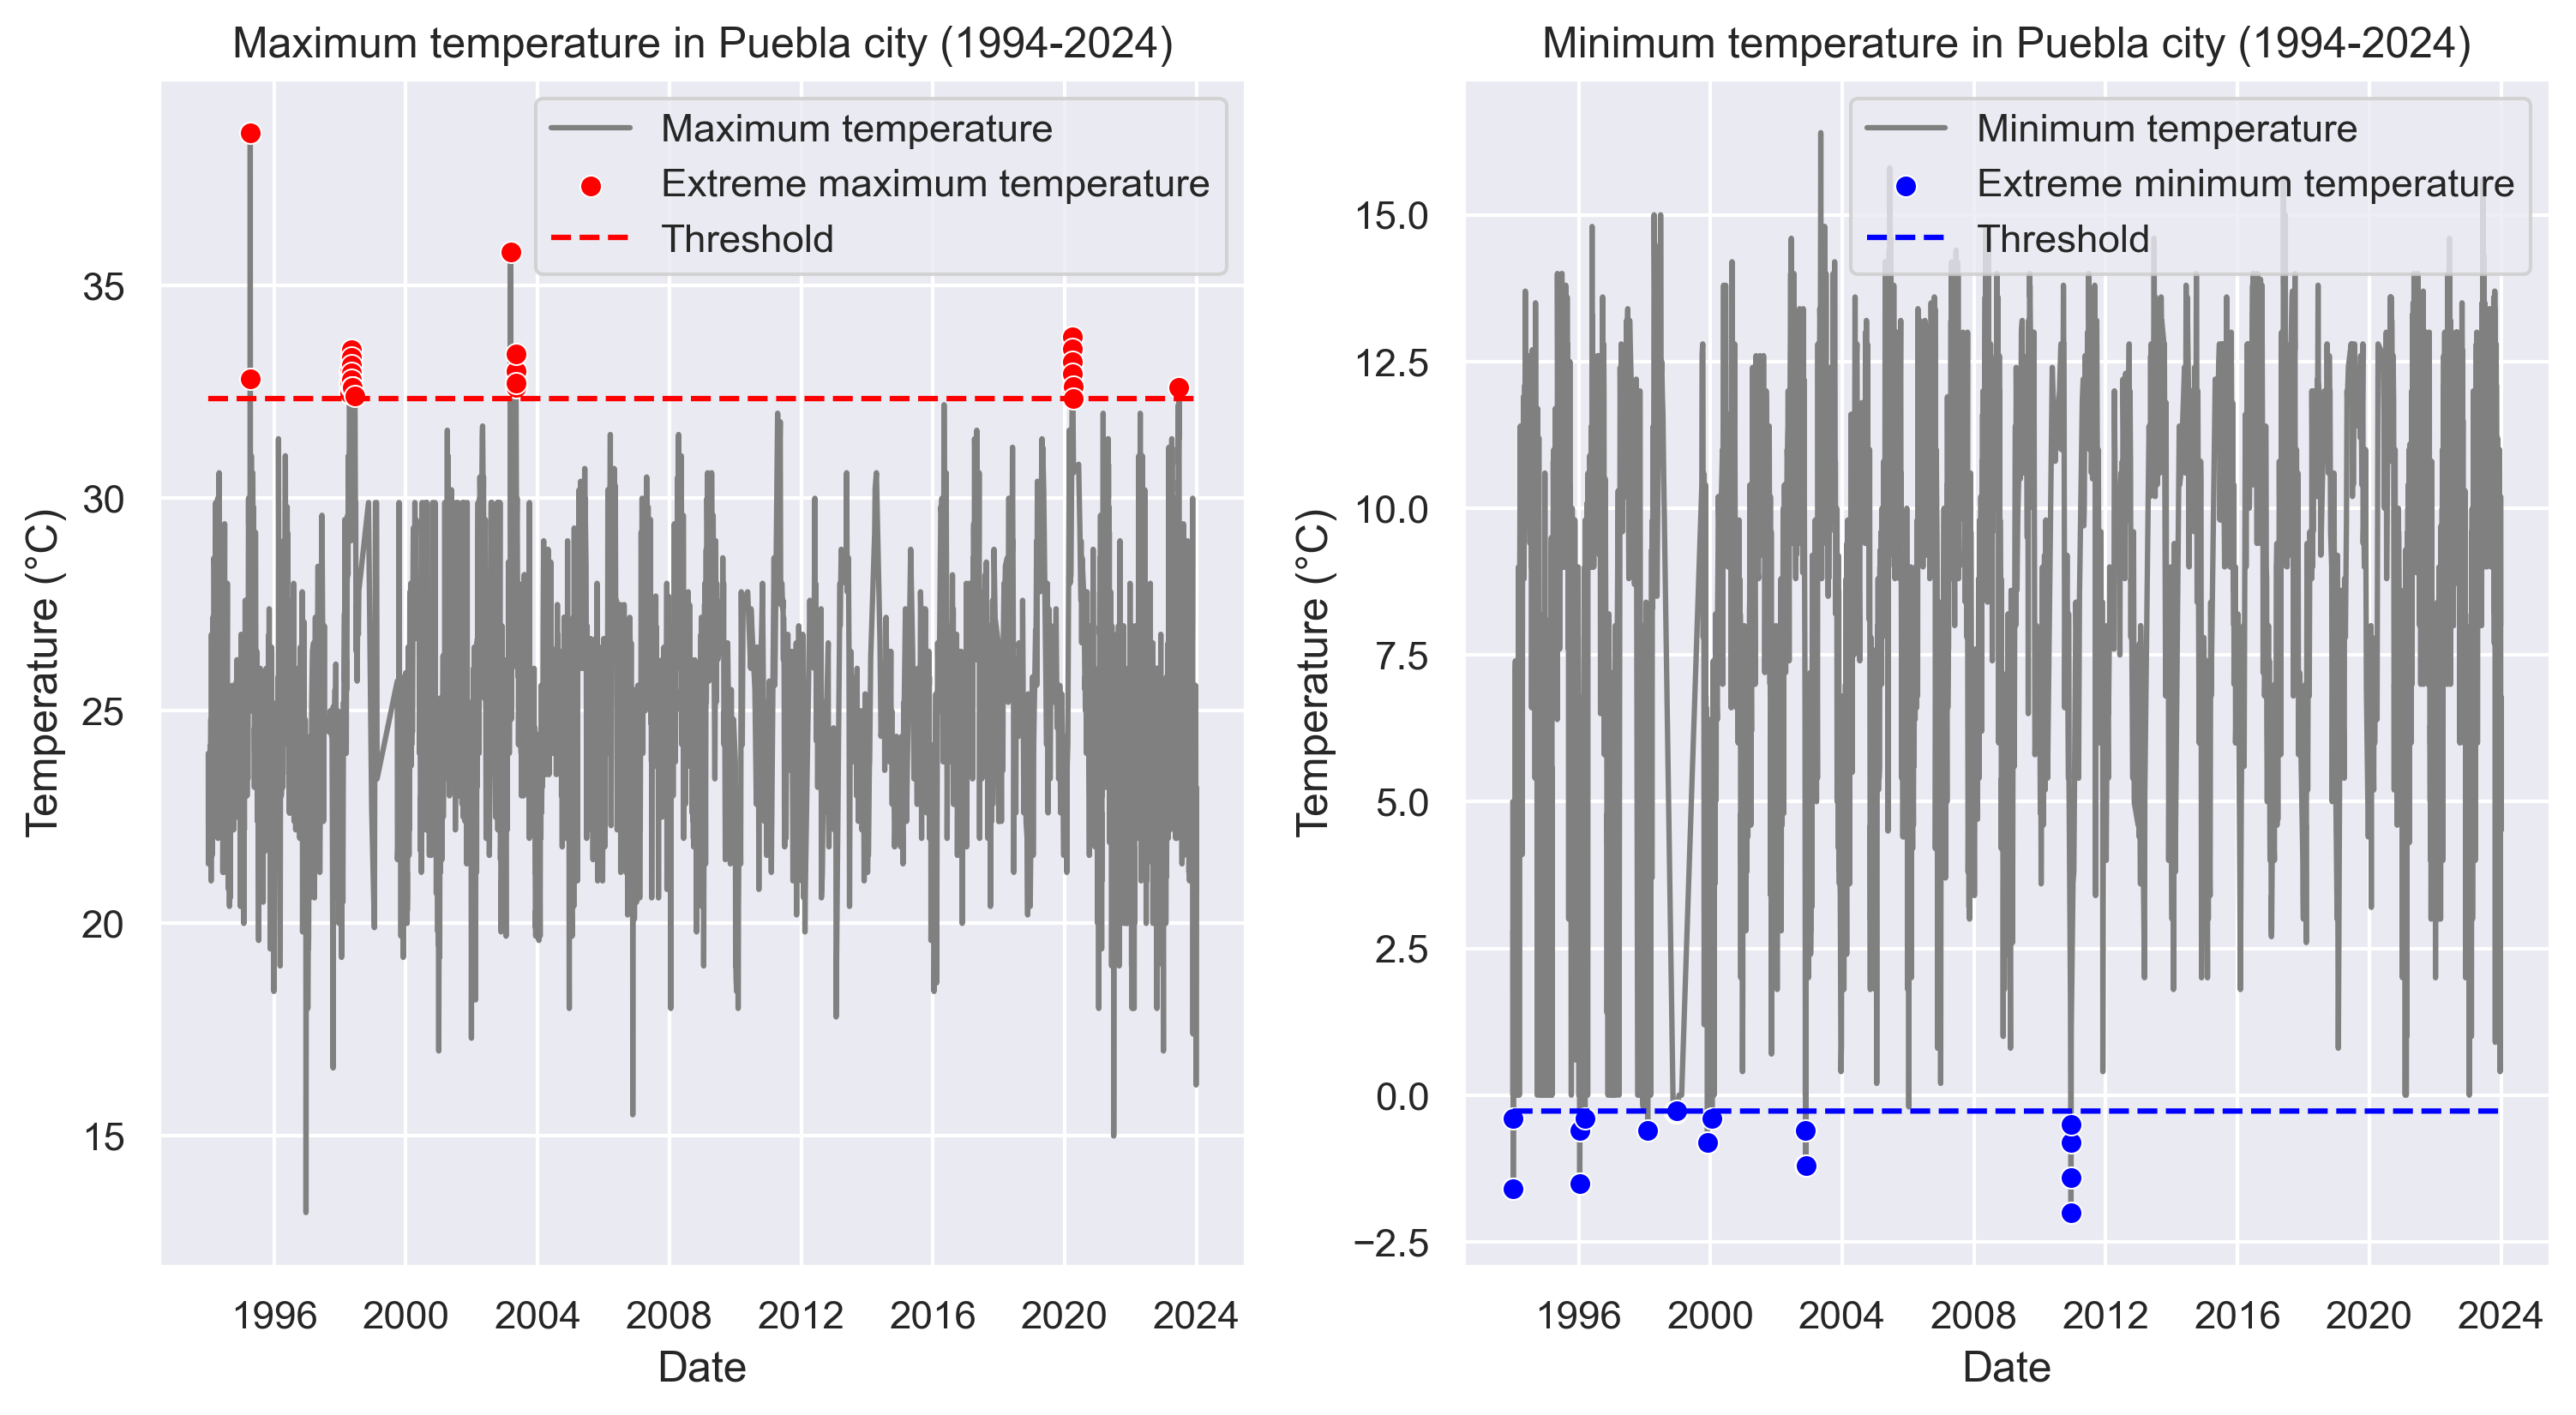 Maximum temperature in Puebla city (1994-2024)
Maximum temperature
Extreme maximum temperature
Threshold
35
30
25
20
15
Temperature (°C)
1996 2000 2004 2008 2012 2016 2020 2024
Date
Minimum temperature in Puebla city (1994-2024)
Minimum temperature
Extreme minimum temperature
Threshold
15.0
12.5
10.0
7.5
5.0
2.5
0.0
−2.5
Temperature (°C)
1996 2000 2004 2008 2012 2016 2020 2024
Date